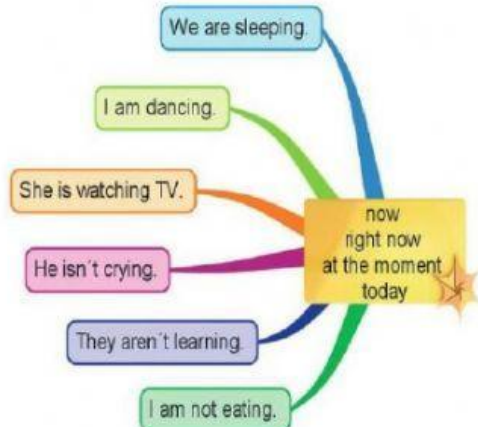 We are sleeping.
I am dancing.
She is watching TV.
He isn´t crying.
They aren´t learning.
I am not eating.
now
right now
at the moment
today